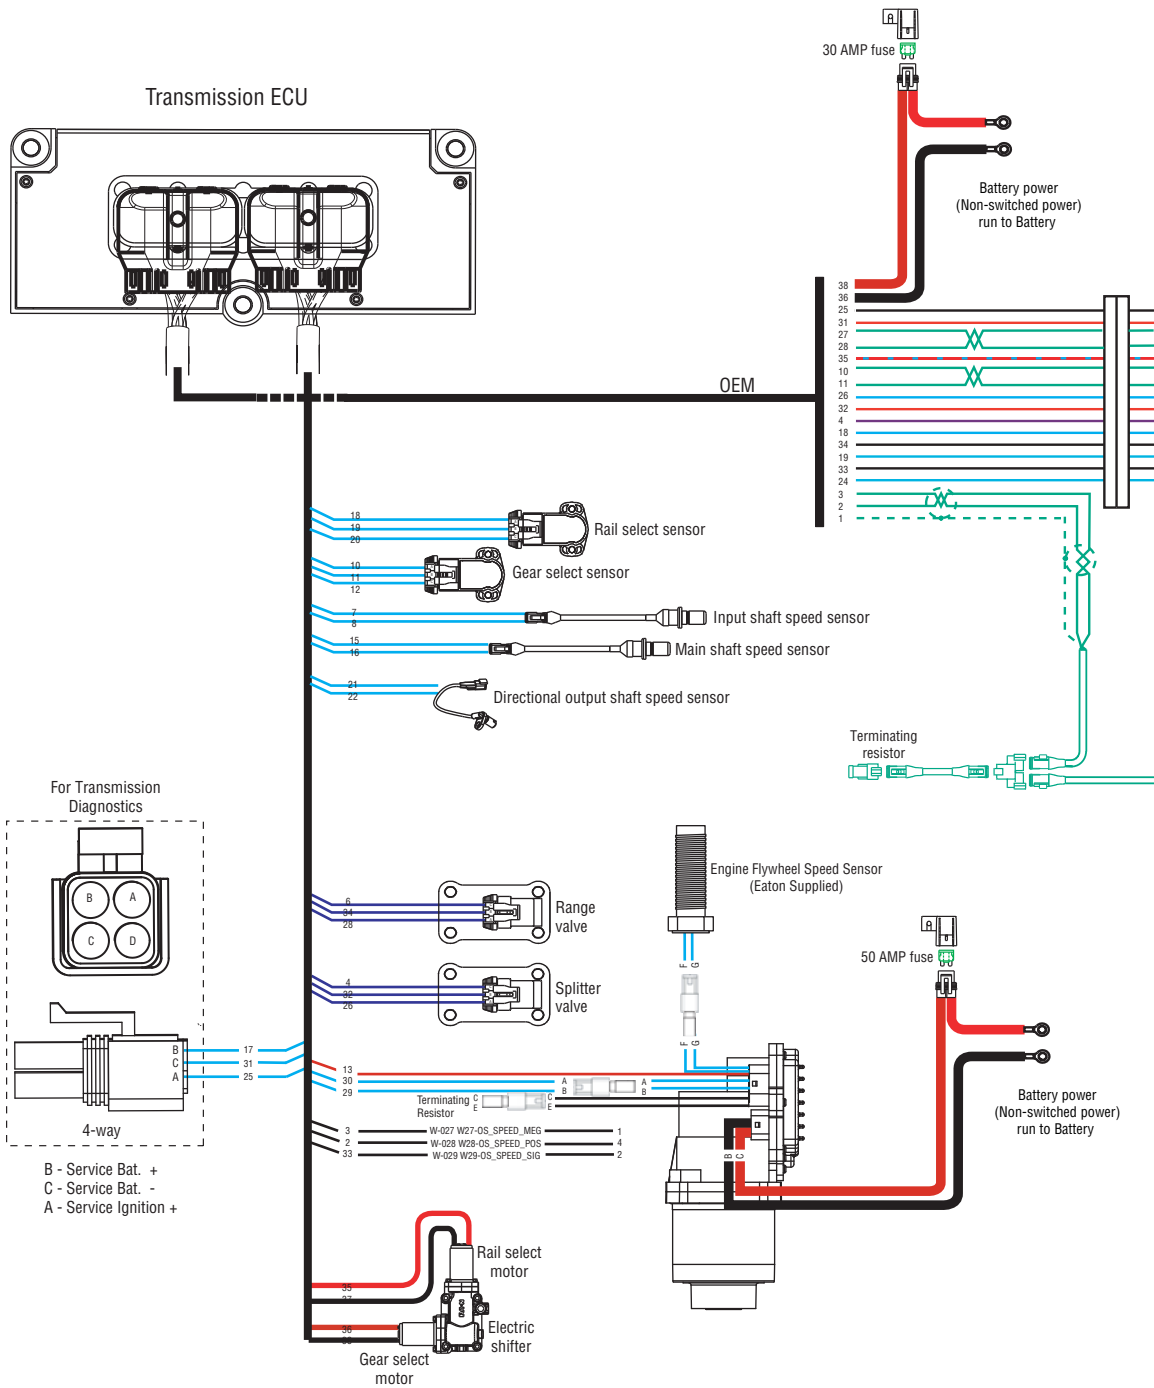 30 AMP fuse
Transmission ECU
Battery power
(Non-switched power)
run to Battery
38
36
25
31
27
28
35
10
11
26
32
4
18
34
19
33
24
3
2
1
OEM
18
19
20
Rail select sensor
10
11
12
Gear select sensor
7
8
Input shaft speed sensor
15
16
Main shaft speed sensor
21
22
Directional output shaft speed sensor
Terminating
resistor
For Transmission
Diagnostics
B
A
C
D
Engine Flywheel Speed Sensor
(Eaton Supplied)
6
34
28
Range
valve
F
G
50 AMP fuse
4
32
26
Splitter
valve
F
G
B
C
A
17
31
25
4-way
B - Service Bat. +
C - Service Bat. -
A - Service Ignition +
13
30
29
A
B
A
B
Terminating
Resistor
C
E
C
E
3
W-027 W27-OS_SPEED_MEG
1
2
W-028 W28-OS_SPEED_POS
4
33
W-029 W29-OS_SPEED_SIG
2
B
C
Battery power
(Non-switched power)
run to Battery
Rail select
motor
35
37
36
Electric
shifter
Gear select
motor